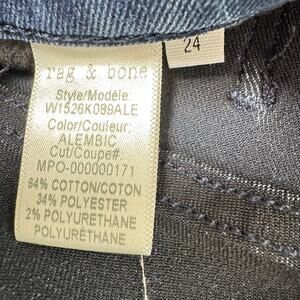 24
rag & bone
Style/Modèle:
W1526K089ALE
Color/Couleur:
ALEMBIC
Cut/Coupe#
MPO-000000171
64% COTTON/COTON
34% POLYESTER
2% POLYURETHANE
POLYURÉTHANE